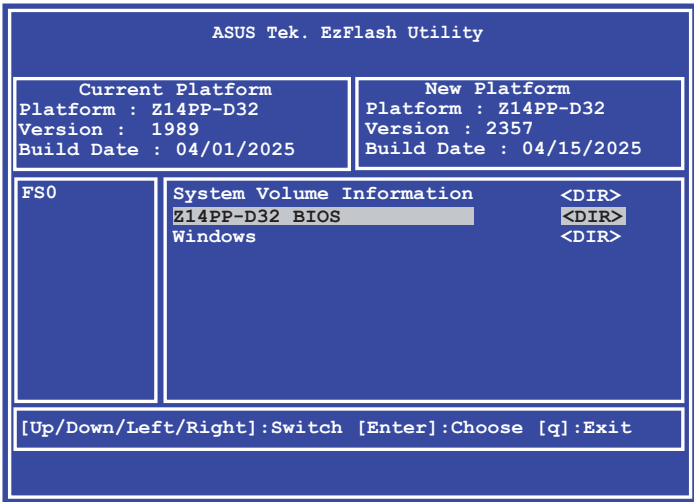 ASUS Tek. EzFlash Utility
Current Platform
Platform : Z14PP-D32
Version : 1989
Build Date : 04/01/2025
New Platform
Platform : Z14PP-D32
Version : 2357
Build Date : 04/15/2025
FS0
System Volume Information <DIR>
Z14PP-D32 BIOS <DIR>
Windows <DIR>
[Up/Down/Left/Right]:Switch [Enter]:Choose [q]:Exit